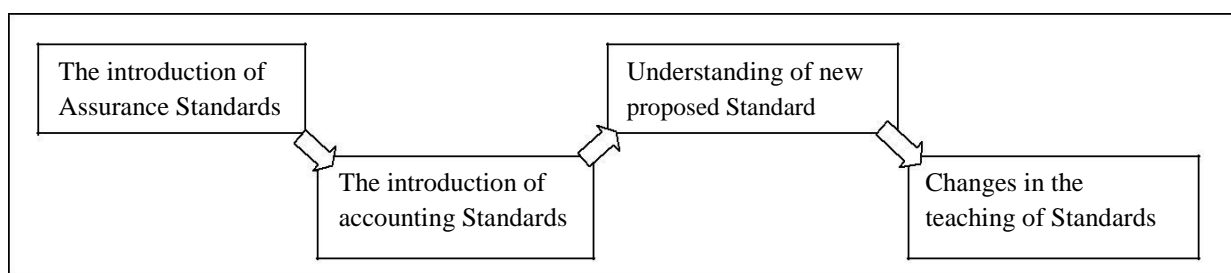 The introduction of
Assurance Standards
The introduction of
accounting Standards
Understanding of new
proposed Standard
Changes in the
teaching of Standards